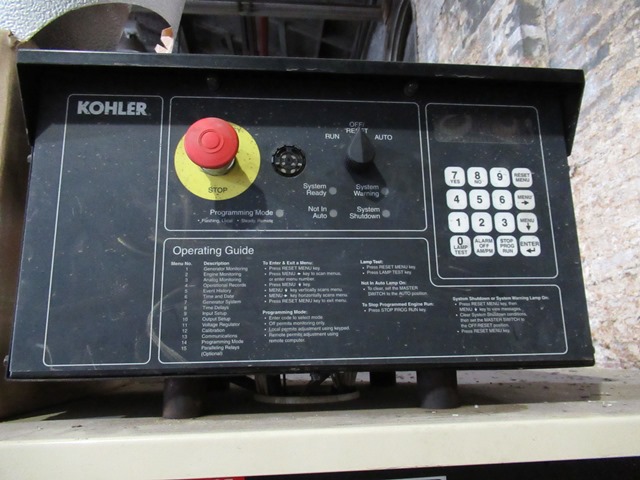 KOHLER
STOP
OFF/
RESET
RUN
AUTO
System
Ready
System
Warning
Not In
Auto
System
Shutdown
Programming Mode
7
YES
8
NO
9
RESET
MENU
4
5
6
MENU
→
1
2
3
MENU
↓
0
LAMP
TEST
ALARM
OFF
AM/PM
STOP
PROG
RUN
ENTER
Operating Guide
Menu No. Description
1 Generator Monitoring
2 Engine Monitoring
3 Analog Monitoring
4 Operational Records
5 Event History
6 Time and Date
7 Generator System
8 Time Delays
9 Input Setup
10 Output Setup
11 Voltage Regulator
12 Calibration
13 Communications
14 Programming Mode
15 Paralleling Relays
(Optional)
To Enter & Exit a Menu:
• Press RESET MENU key.
• Press MENU → key to scan menus,
or enter menu number.
• Press MENU ↓ key.
• MENU ↓ key vertically scans menu.
• MENU → key horizontally scans menu.
• Press RESET MENU key to exit menu.
Programming Mode:
• Enter code to select mode.
• Off permits monitoring only.
• Local permits adjustment using keypad.
• Remote permits adjustment using
remote computer.
Lamp Test:
• Press RESET MENU key.
• Press LAMP TEST key.
Not In Auto Lamp On:
• To clear, set the MASTER
SWITCH to the AUTO position.
To Stop Programmed Engine Run:
• Press STOP PROG RUN key.
System Shutdown or System Warning Lamp On:
• Press RESET MENU key, then
MENU ↓ key to view messages.
• Clear System Shutdown conditions,
then set the MASTER SWITCH to
the OFF/RESET position.
• Press RESET MENU key.